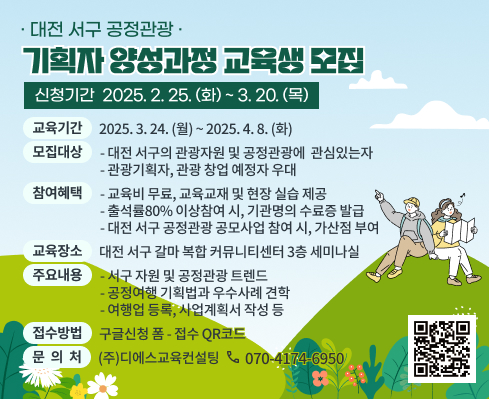 · 대전 서구 공정관광 ·
기획자 양성과정 교육생 모집
신청기간 2025. 2. 25. (화) ~ 3. 20. (목)
교육기간 2025. 3. 24. (월) ~ 2025. 4. 8. (화)
모집대상 - 대전 서구의 관광자원 및 공정관광에 관심있는자
- 관광기획자, 관광 창업 예정자 우대
참여혜택 - 교육비 무료, 교육교재 및 현장 실습 제공
- 출석률80% 이상참여 시, 기관명의 수료증 발급
- 대전 서구 공정관광 공모사업 참여 시, 가산점 부여
교육장소 대전 서구 갈마 복합 커뮤니티센터 3층 세미나실
주요내용 - 서구 자원 및 공정관광 트렌드
- 공정여행 기획법과 우수사례 견학
- 여행업 등록, 사업계획서 작성 등
접수방법 구글신청 폼 - 접수 QR코드
문 의 처 (주)디에스교육컨설팅 070-4174-6950